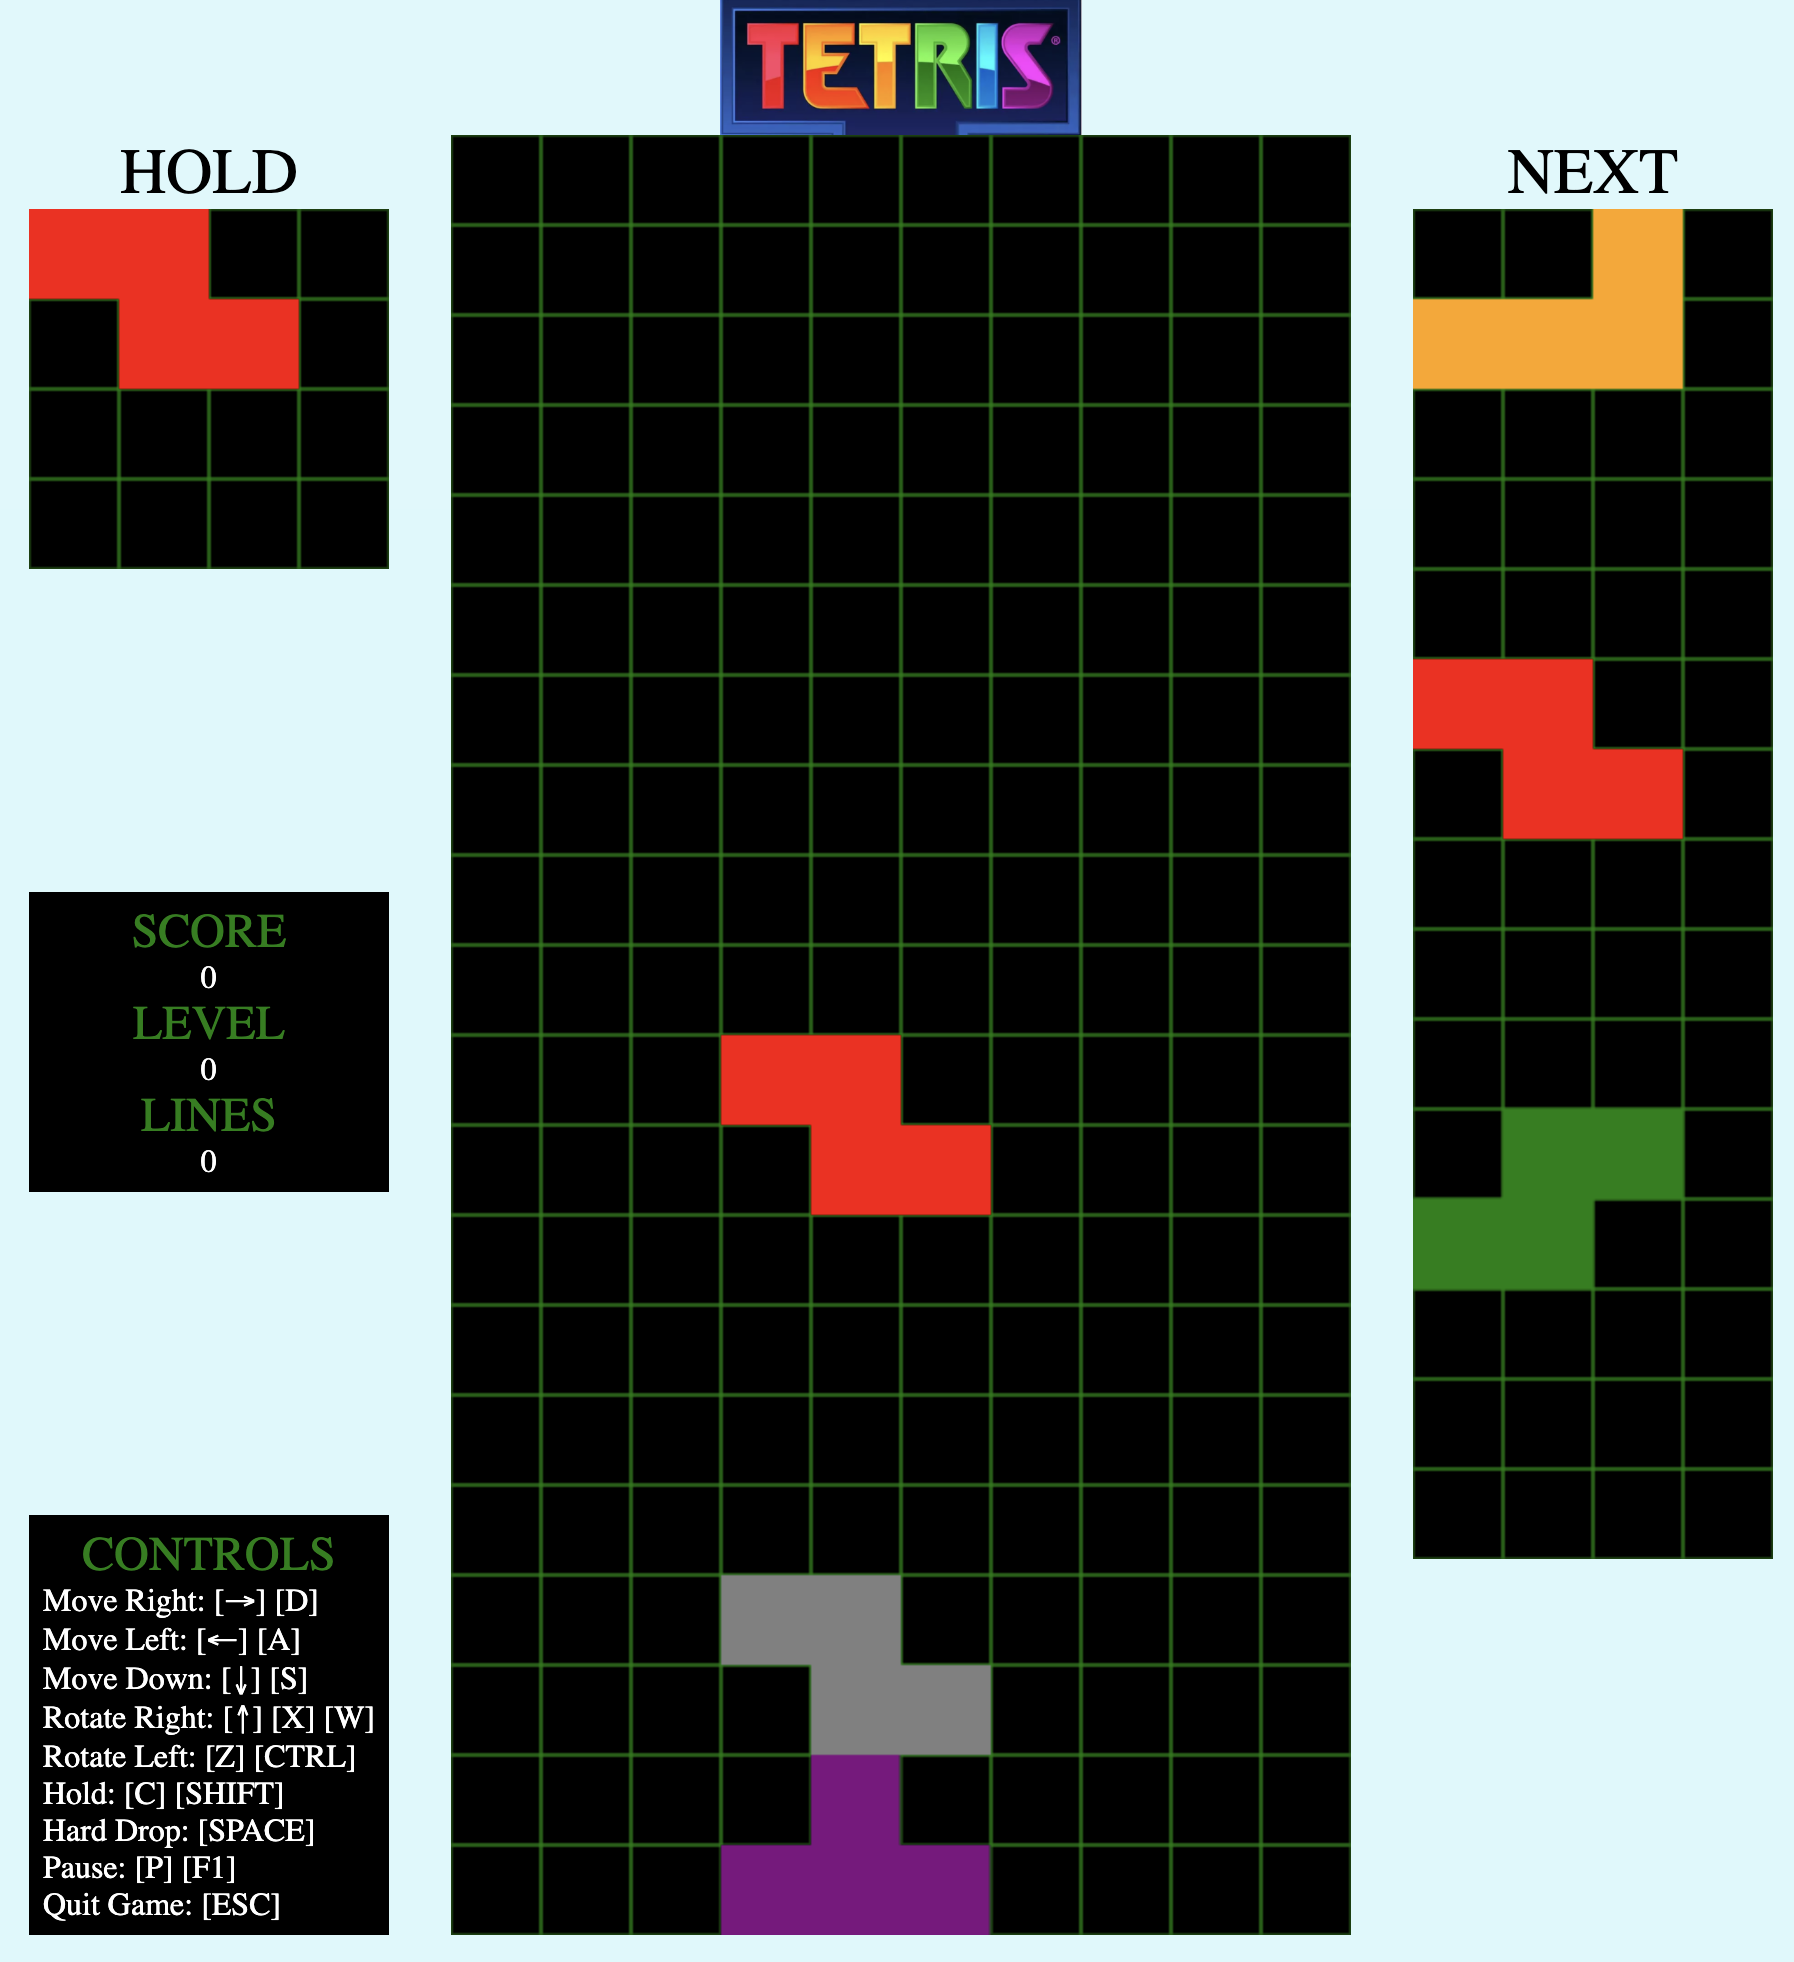 TETRIS®
HOLD
NEXT
SCORE
0
LEVEL
0
LINES
0
CONTROLS
Move Right: [→] [D]
Move Left: [←] [A]
Move Down: [↓] [S]
Rotate Right: [↑] [X] [W]
Rotate Left: [Z] [CTRL]
Hold: [C] [SHIFT]
Hard Drop: [SPACE]
Pause: [P] [F1]
Quit Game: [ESC]